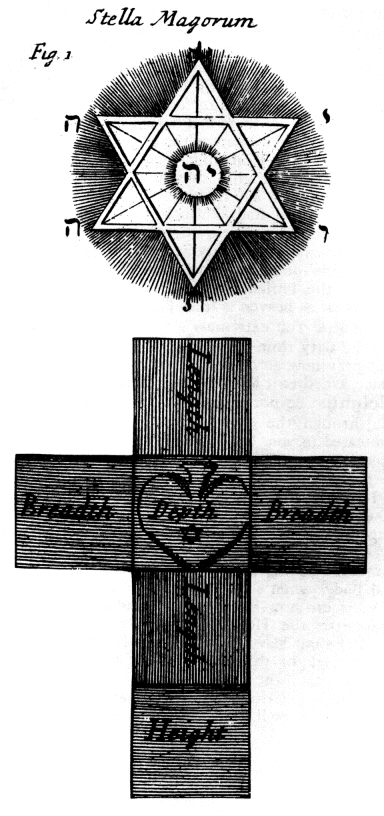 Stella Magorum
Fig. 1
ה י
יה
ה ו
Length
Breadth Depth Breadth
Length
Height